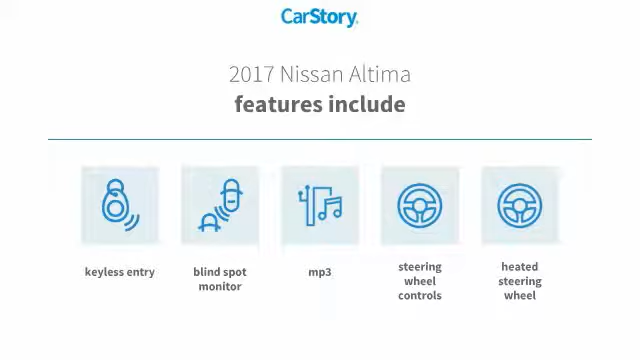 CarStory.
2017 Nissan Altima
features include
keyless entry
blind spot
monitor
mp3
steering
wheel
controls
heated
steering
wheel